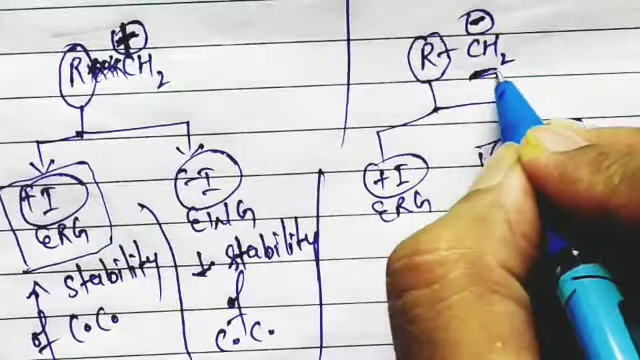 +
R CH2
+I
ERG
↑ stability
of C.C.
-I
EWG
↓ stability
of
C. C.
-
R- CH2
+I
ERG